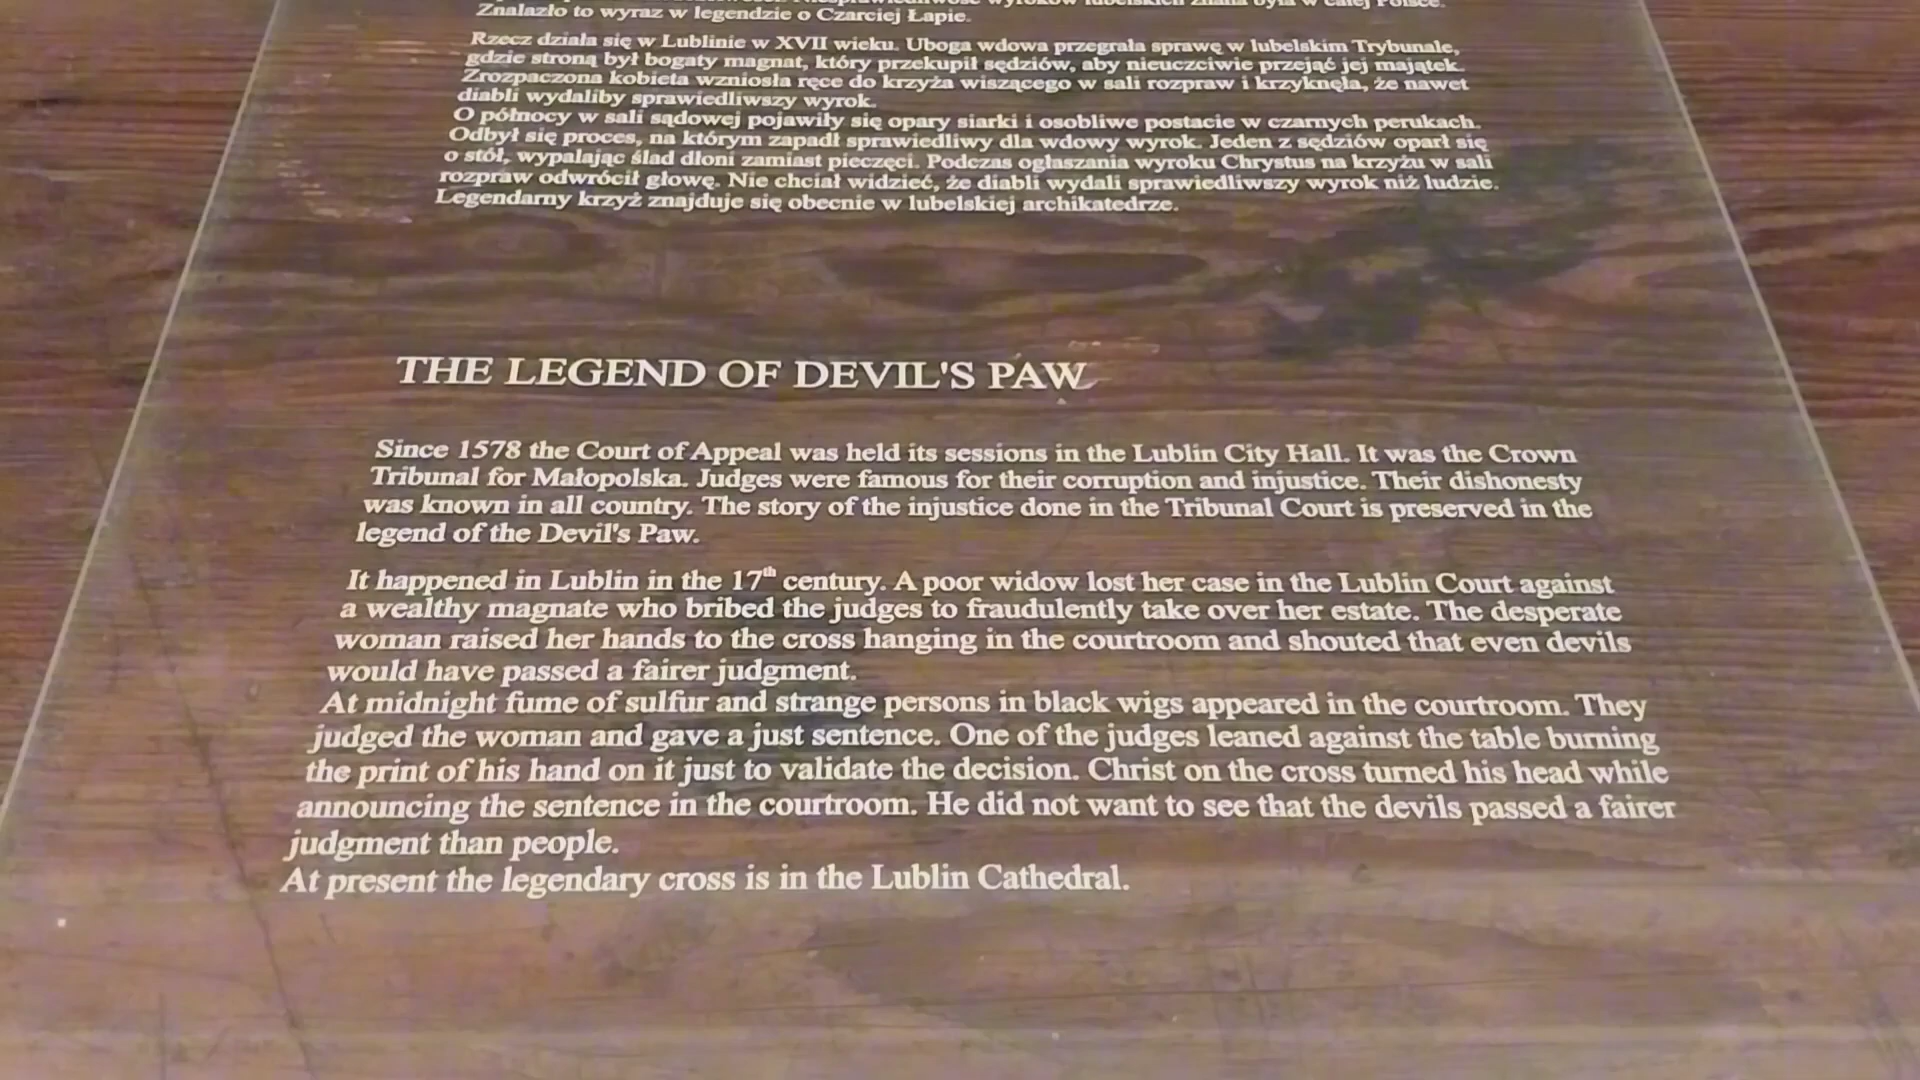 Znalazło to wyraz w legendzie o Czarciej Łapie.
Rzecz działa się w Lublinie w XVII wieku. Uboga wdowa przegrała sprawę w lubelskim Trybunale,
gdzie stroną był bogaty magnat, który przekupił sędziów, aby nieuczciwie przejąć jej majątek.
Zrozpaczona kobieta wzniosła ręce do krzyża wiszącego w sali rozpraw i krzyknęła, że nawet
diabli wydaliby sprawiedliwszy wyrok.
O północy w sali sądowej pojawiły się opary siarki i osobliwe postacie w czarnych perukach.
Odbył się proces, na którym zapadł sprawiedliwy dla wdowy wyrok. Jeden z sędziów oparł się
o stół, wypalając ślad dłoni zamiast pieczęci. Podczas ogłaszania wyroku Chrystus na krzyżu w sali
rozpraw odwrócił głowę. Nie chciał widzieć, że diabli wydali sprawiedliwszy wyrok niż ludzie.
Legendarny krzyż znajduje się obecnie w lubelskiej archikatedrze.
THE LEGEND OF DEVIL'S PAW
Since 1578 the Court of Appeal was held its sessions in the Lublin City Hall. It was the Crown
Tribunal for Małopolska. Judges were famous for their corruption and injustice. Their dishonesty
was known in all country. The story of the injustice done in the Tribunal Court is preserved in the
legend of the Devil's Paw.
It happened in Lublin in the 17th century. A poor widow lost her case in the Lublin Court against
a wealthy magnate who bribed the judges to fraudulently take over her estate. The desperate
woman raised her hands to the cross hanging in the courtroom and shouted that even devils
would have passed a fairer judgment.
At midnight fume of sulfur and strange persons in black wigs appeared in the courtroom. They
judged the woman and gave a just sentence. One of the judges leaned against the table burning
the print of his hand on it just to validate the decision. Christ on the cross turned his head while
announcing the sentence in the courtroom. He did not want to see that the devils passed a fairer
judgment than people.
At present the legendary cross is in the Lublin Cathedral.